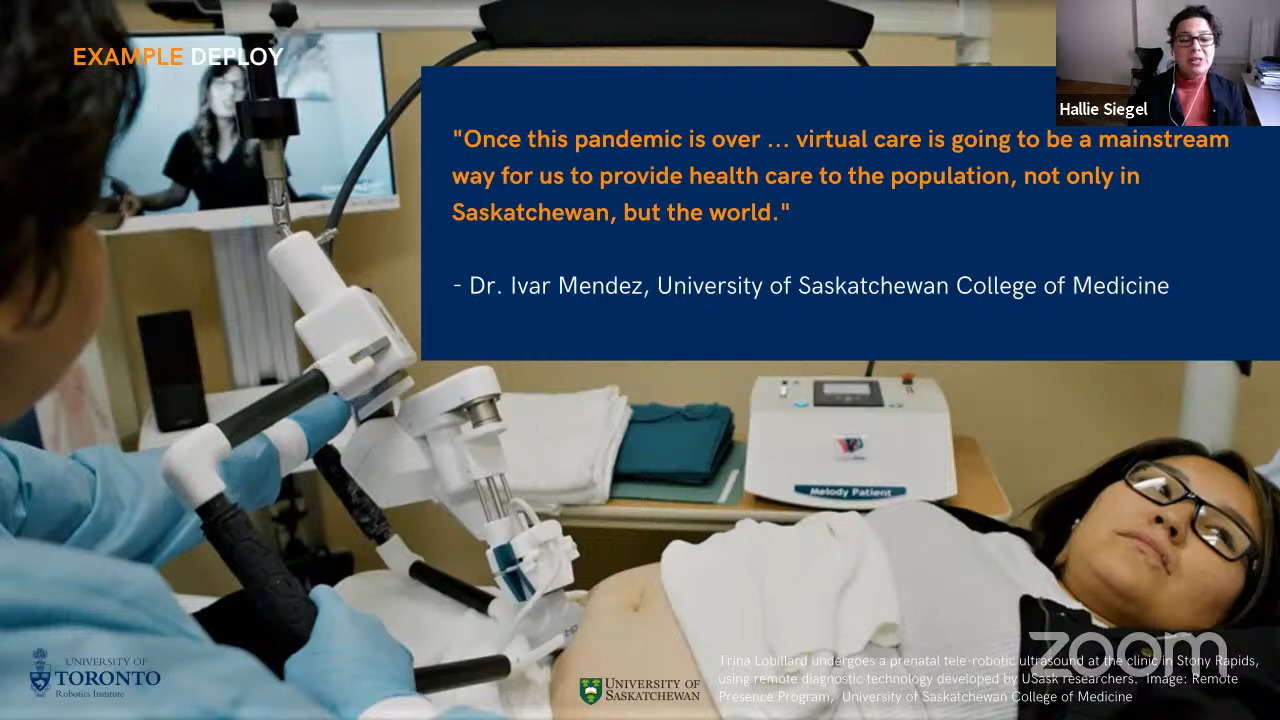 EXAMPLE DEPLOY
Hallie Siegel
"Once this pandemic is over ... virtual care is going to be a mainstream
way for us to provide health care to the population, not only in
Saskatchewan, but the world."
- Dr. Ivar Mendez, University of Saskatchewan College of Medicine
Melody Patient
zoom
UNIVERSITY OF
TORONTO
Robotics Institute
UNIVERSITY OF
SASKATCHEWAN
Trina Lobillard undergoes a prenatal tele-robotic ultrasound at the clinic in Stony Rapids,
using remote diagnostic technology developed by USask researchers. Image: Remote
Presence Program, University of Saskatchewan College of Medicine